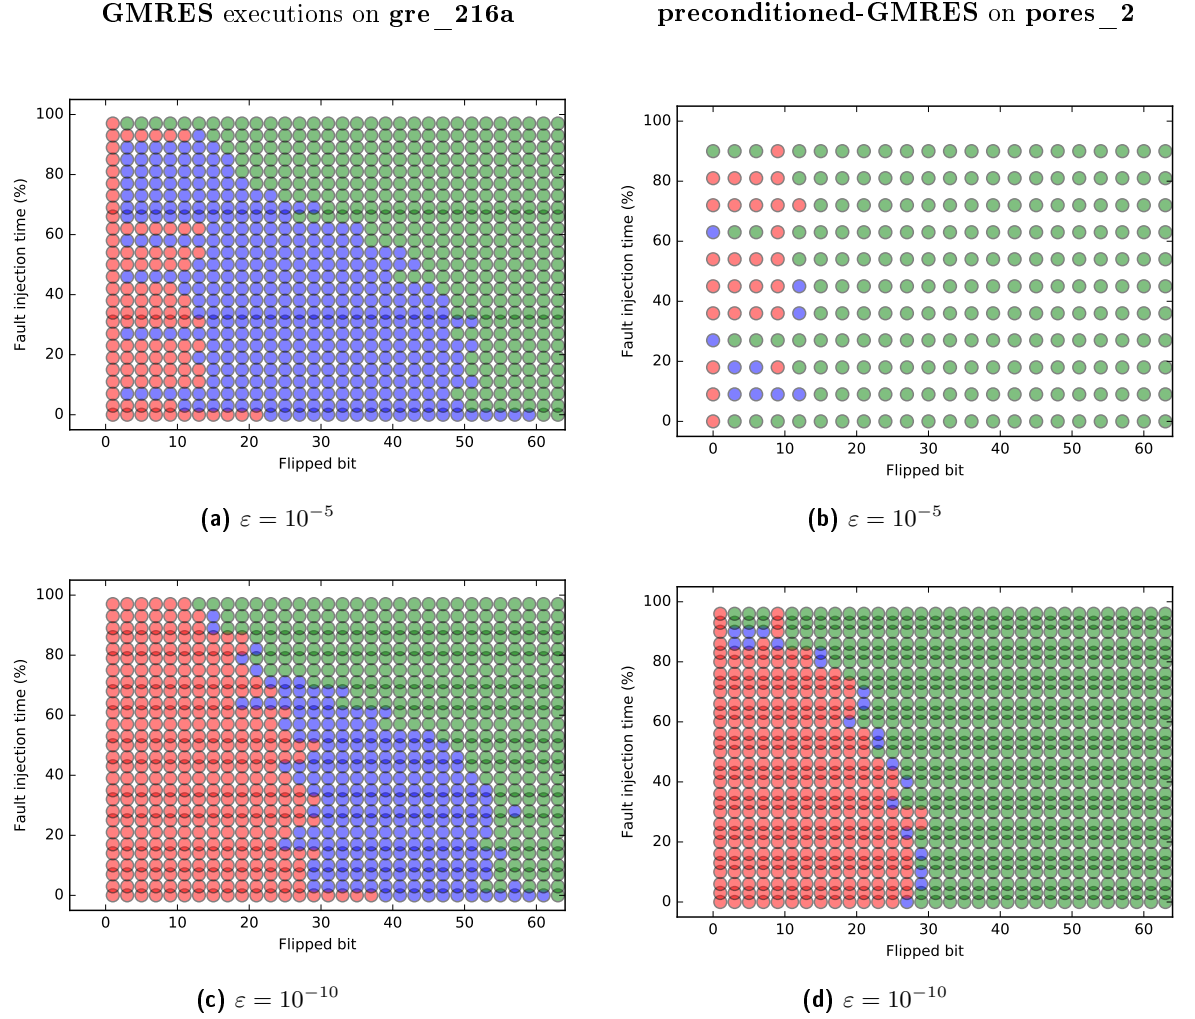 GMRES executions on gre_216a
preconditioned-GMRES on pores_2
100
80
60
40
20
0
Fault injection time (%)
0 10 20 30 40 50 60
Flipped bit
(a) ε = 10⁻⁵
100
80
60
40
20
0
Fault injection time (%)
0 10 20 30 40 50 60
Flipped bit
(b) ε = 10⁻⁵
100
80
60
40
20
0
Fault injection time (%)
0 10 20 30 40 50 60
Flipped bit
(c) ε = 10⁻¹⁰
100
80
60
40
20
0
Fault injection time (%)
0 10 20 30 40 50 60
Flipped bit
(d) ε = 10⁻¹⁰